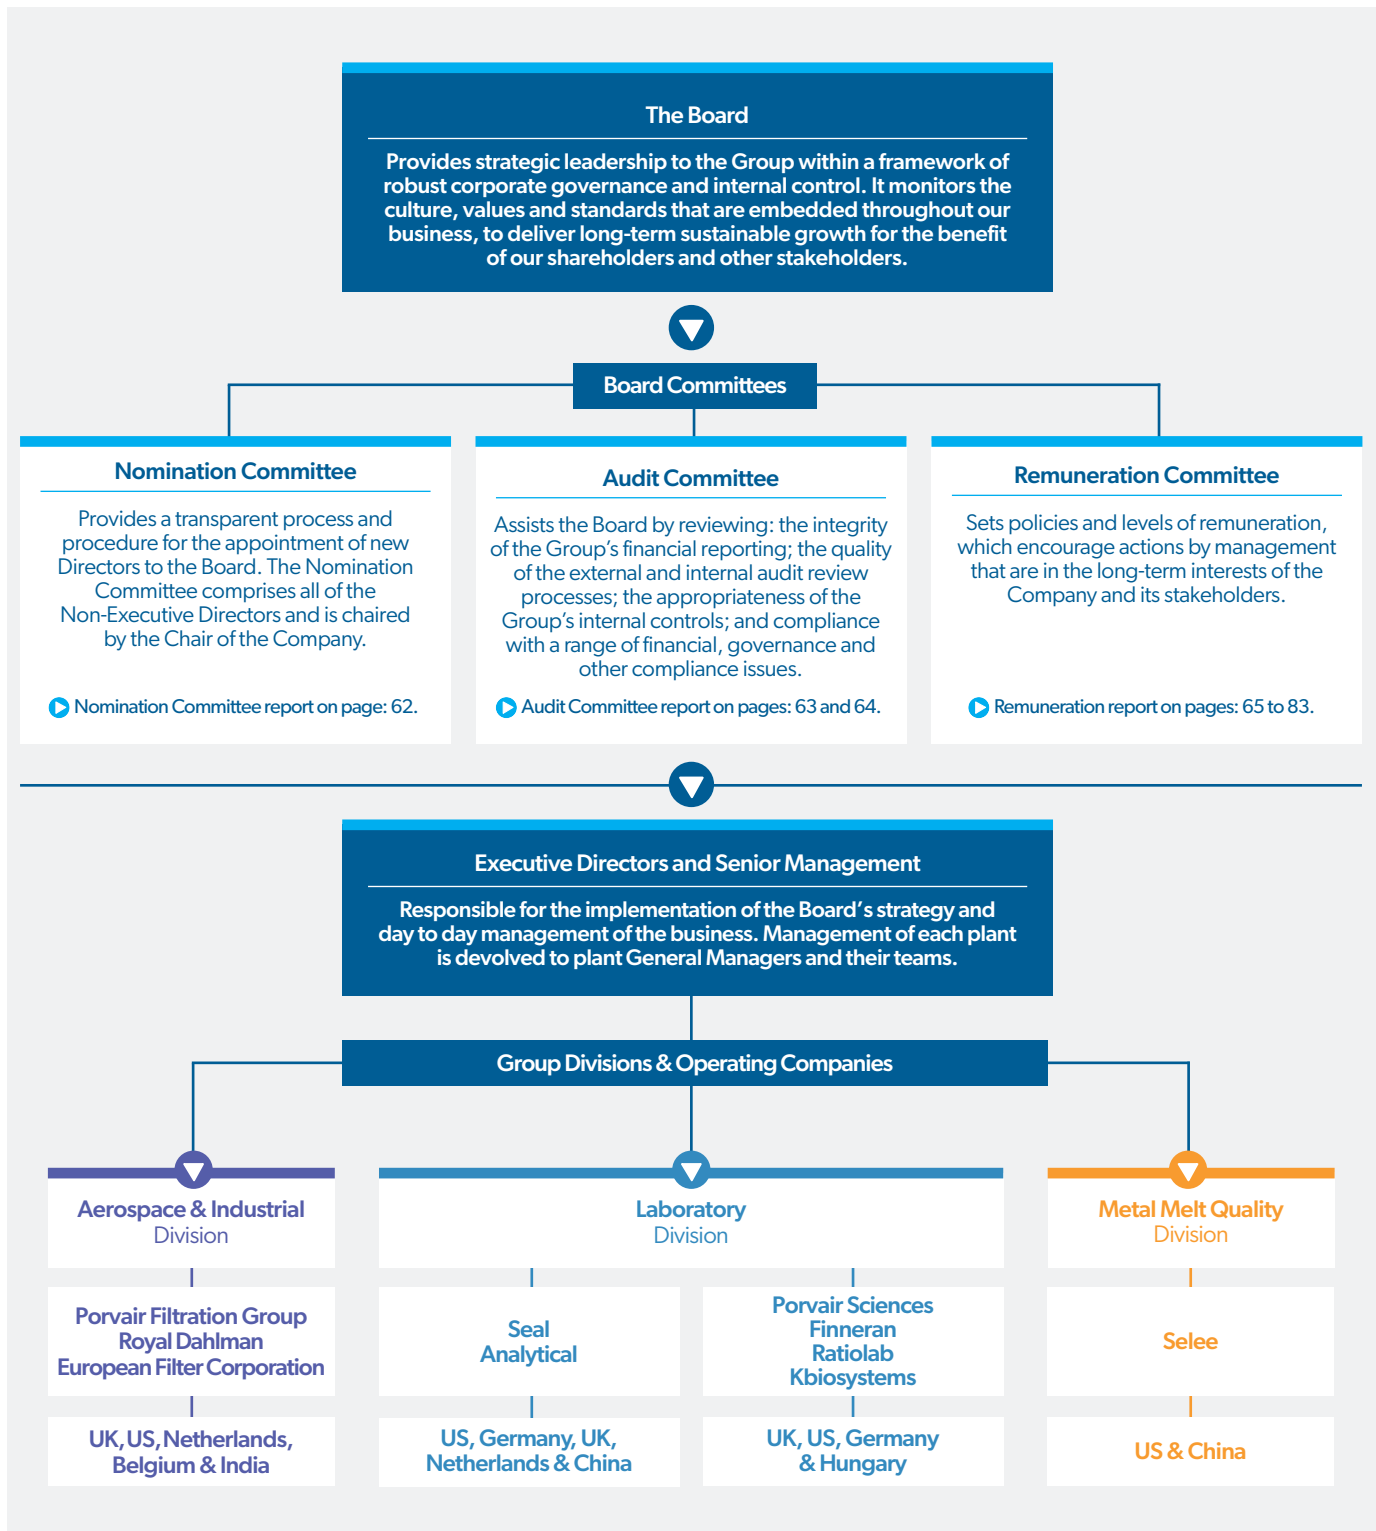 The Board
Provides strategic leadership to the Group within a framework of
robust corporate governance and internal control. It monitors the
culture, values and standards that are embedded throughout our
business, to deliver long-term sustainable growth for the benefit
of our shareholders and other stakeholders.
Board Committees
Nomination Committee
Provides a transparent process and
procedure for the appointment of new
Directors to the Board. The Nomination
Committee comprises all of the
Non-Executive Directors and is chaired
by the Chair of the Company.
Nomination Committee report on page: 62.
Audit Committee
Assists the Board by reviewing: the integrity
of the Group's financial reporting; the quality
of the external and internal audit review
processes; the appropriateness of the
Group's internal controls; and compliance
with a range of financial, governance and
other compliance issues.
Audit Committee report on pages: 63 and 64.
Remuneration Committee
Sets policies and levels of remuneration,
which encourage actions by management
that are in the long-term interests of the
Company and its stakeholders.
Remuneration report on pages: 65 to 83.
Executive Directors and Senior Management
Responsible for the implementation of the Board's strategy and
day to day management of the business. Management of each plant
is devolved to plant General Managers and their teams.
Group Divisions & Operating Companies
Aerospace & Industrial
Division
Porvair Filtration Group
Royal Dahlman
European Filter Corporation
UK, US, Netherlands,
Belgium & India
Laboratory
Division
Seal
Analytical
US, Germany, UK,
Netherlands & China
Porvair Sciences
Finneran
Ratiolab
Kbiosystems
UK, US, Germany
& Hungary
Metal Melt Quality
Division
Selee
US & China